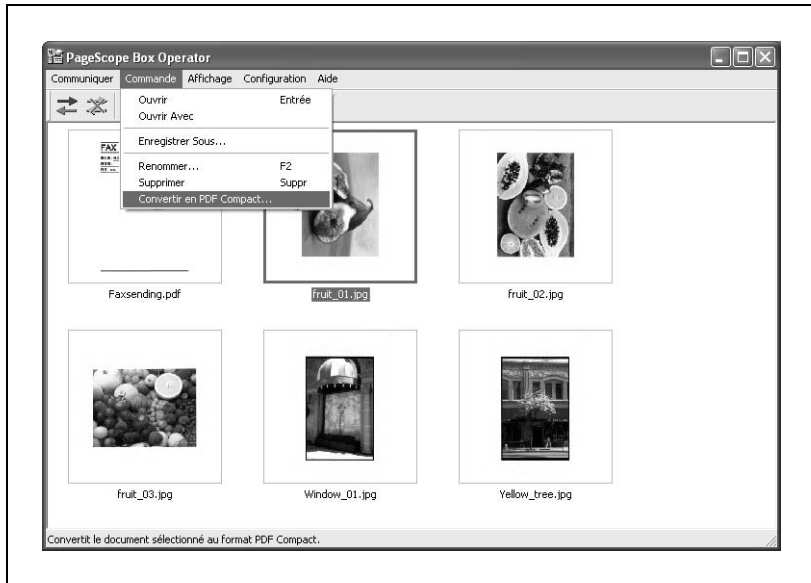 PageScope Box Operator
Communiquer Commande Affichage Configuration Aide
Ouvrir Entrée
Ouvrir Avec
Enregistrer Sous...
Renommer... F2
Supprimer Suppr
Convertir en PDF Compact...
FAX
Faxsending.pdf fruit_01.jpg fruit_02.jpg
fruit_03.jpg Window_01.jpg Yellow_tree.jpg
Convertit le document sélectionné au format PDF Compact.